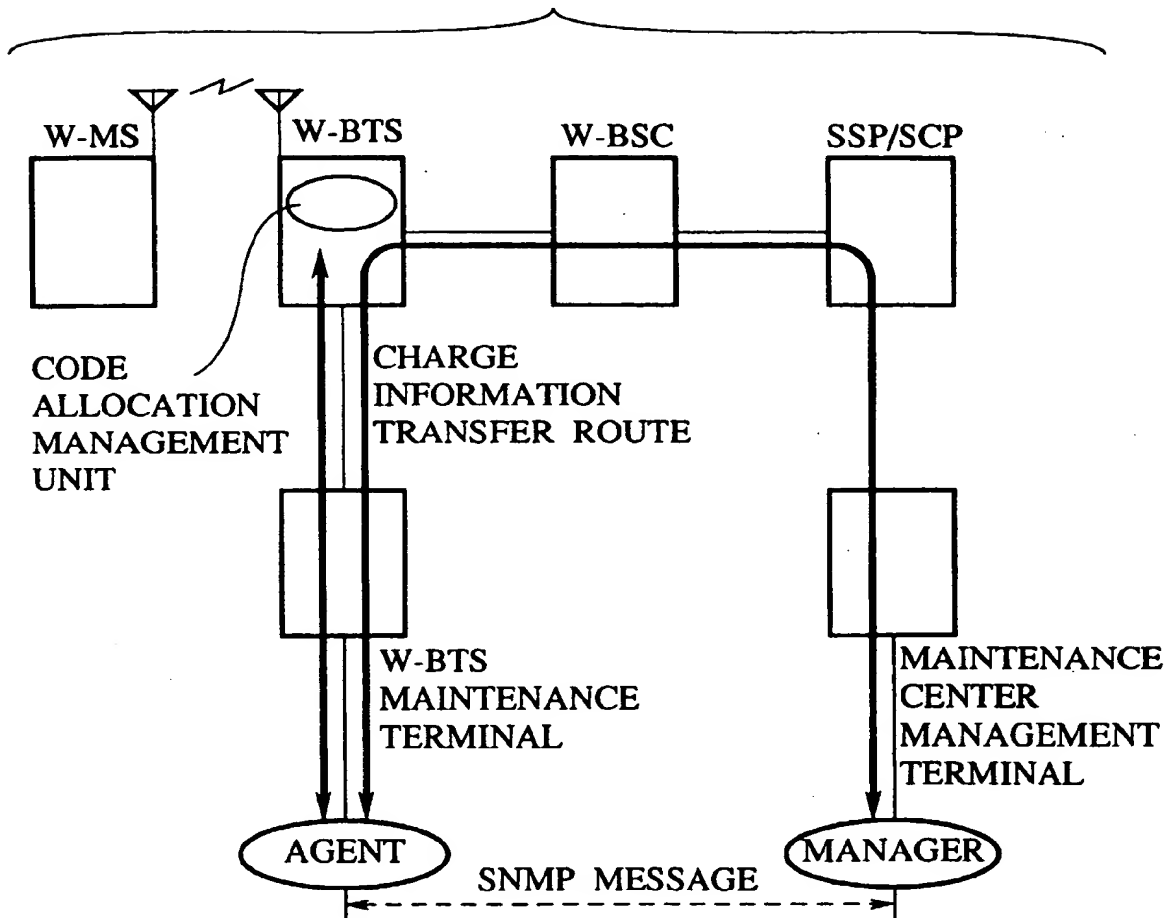 W-MS
W-BTS
W-BSC
SSP/SCP
CODE
ALLOCATION
MANAGEMENT
UNIT
CHARGE
INFORMATION
TRANSFER ROUTE
W-BTS
MAINTENANCE
TERMINAL
MAINTENANCE
CENTER
MANAGEMENT
TERMINAL
AGENT
MANAGER
SNMP MESSAGE